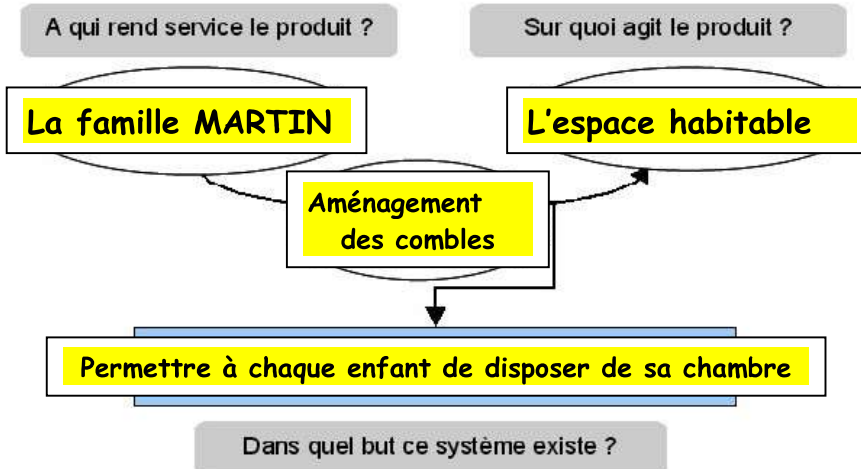 A qui rend service le produit ?
Sur quoi agit le produit ?
La famille MARTIN
L'espace habitable
Aménagement
des combles
Permettre à chaque enfant de disposer de sa chambre
Dans quel but ce système existe ?